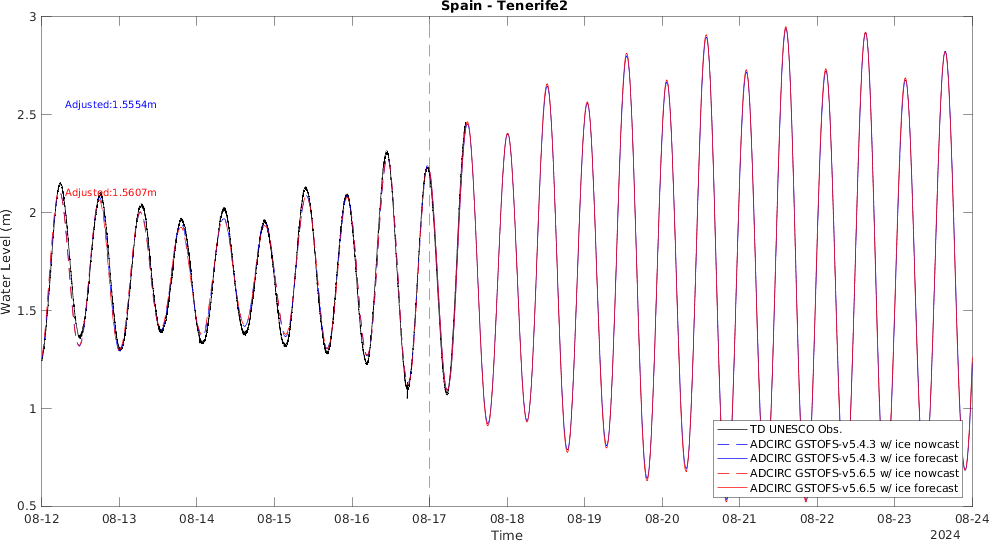 Spain - Tenerife2
3
2.5
2
1.5
1
0.5
Water Level (m)
Adjusted:1.5554m
Adjusted:1.5607m
TD UNESCO Obs.
ADCIRC GSTOFS-v5.4.3 w/ ice nowcast
ADCIRC GSTOFS-v5.4.3 w/ ice forecast
ADCIRC GSTOFS-v5.6.5 w/ ice nowcast
ADCIRC GSTOFS-v5.6.5 w/ ice forecast
08-12 08-13 08-14 08-15 08-16 08-17 08-18 08-19 08-20 08-21 08-22 08-23 08-24
Time
2024